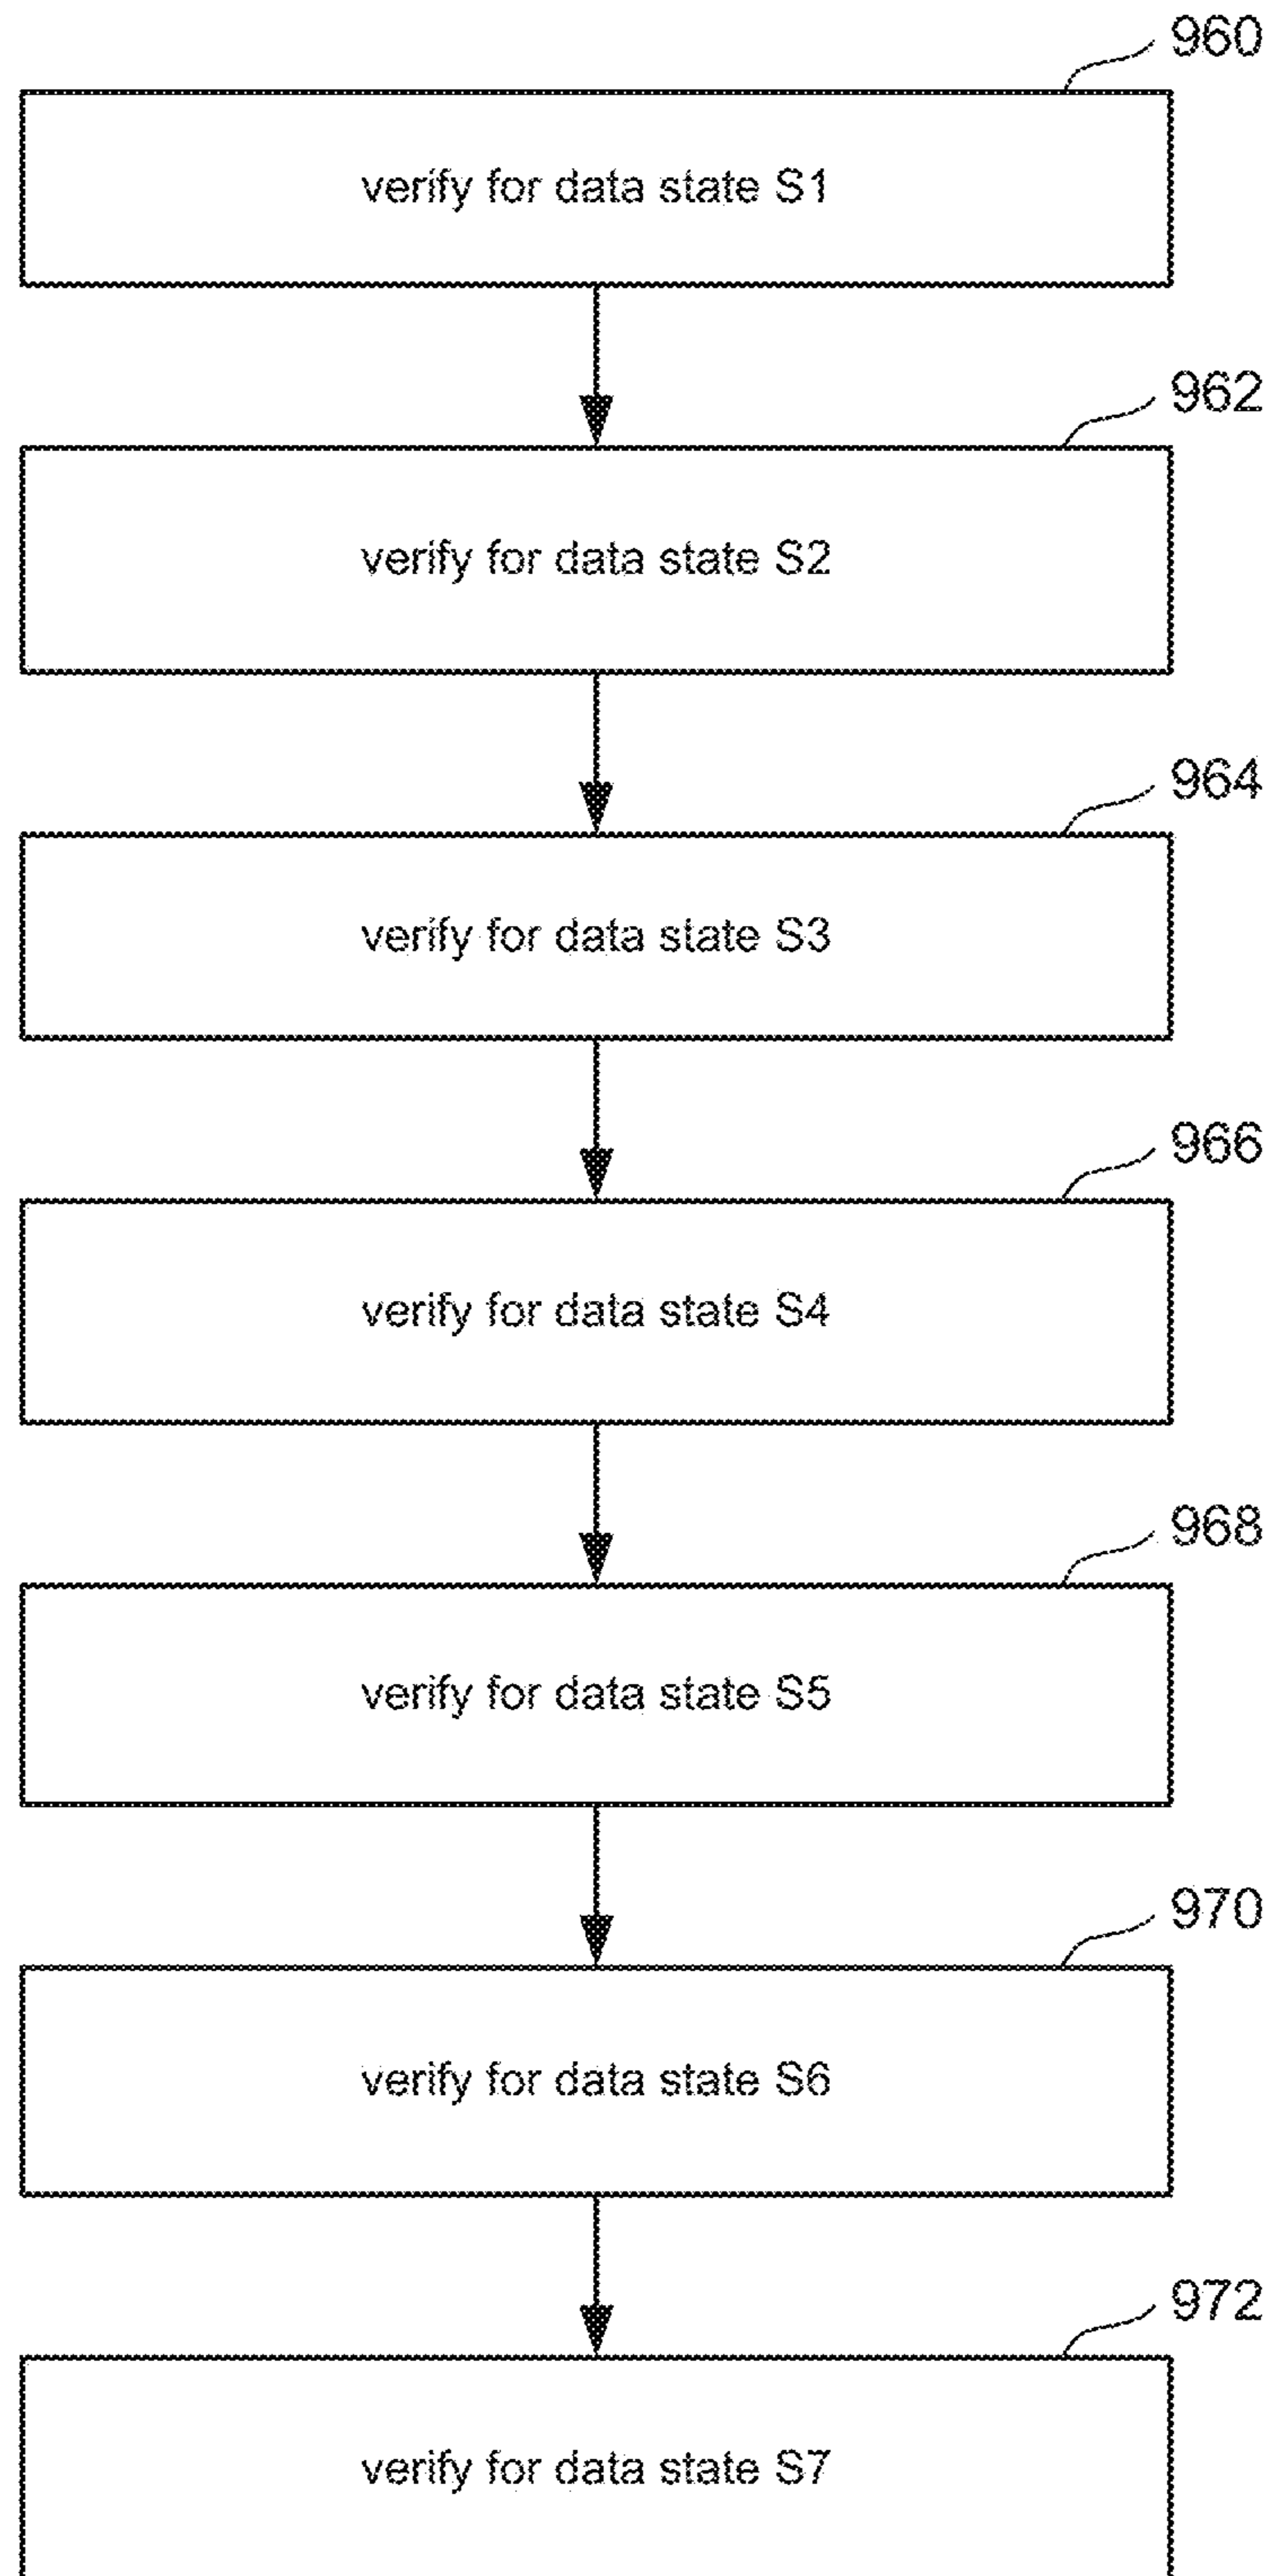 960
verify for data state S1
962
verify for data state S2
964
verify for data state S3
966
verify for data state S4
968
verify for data state S5
970
verify for data state S6
972
verify for data state S7